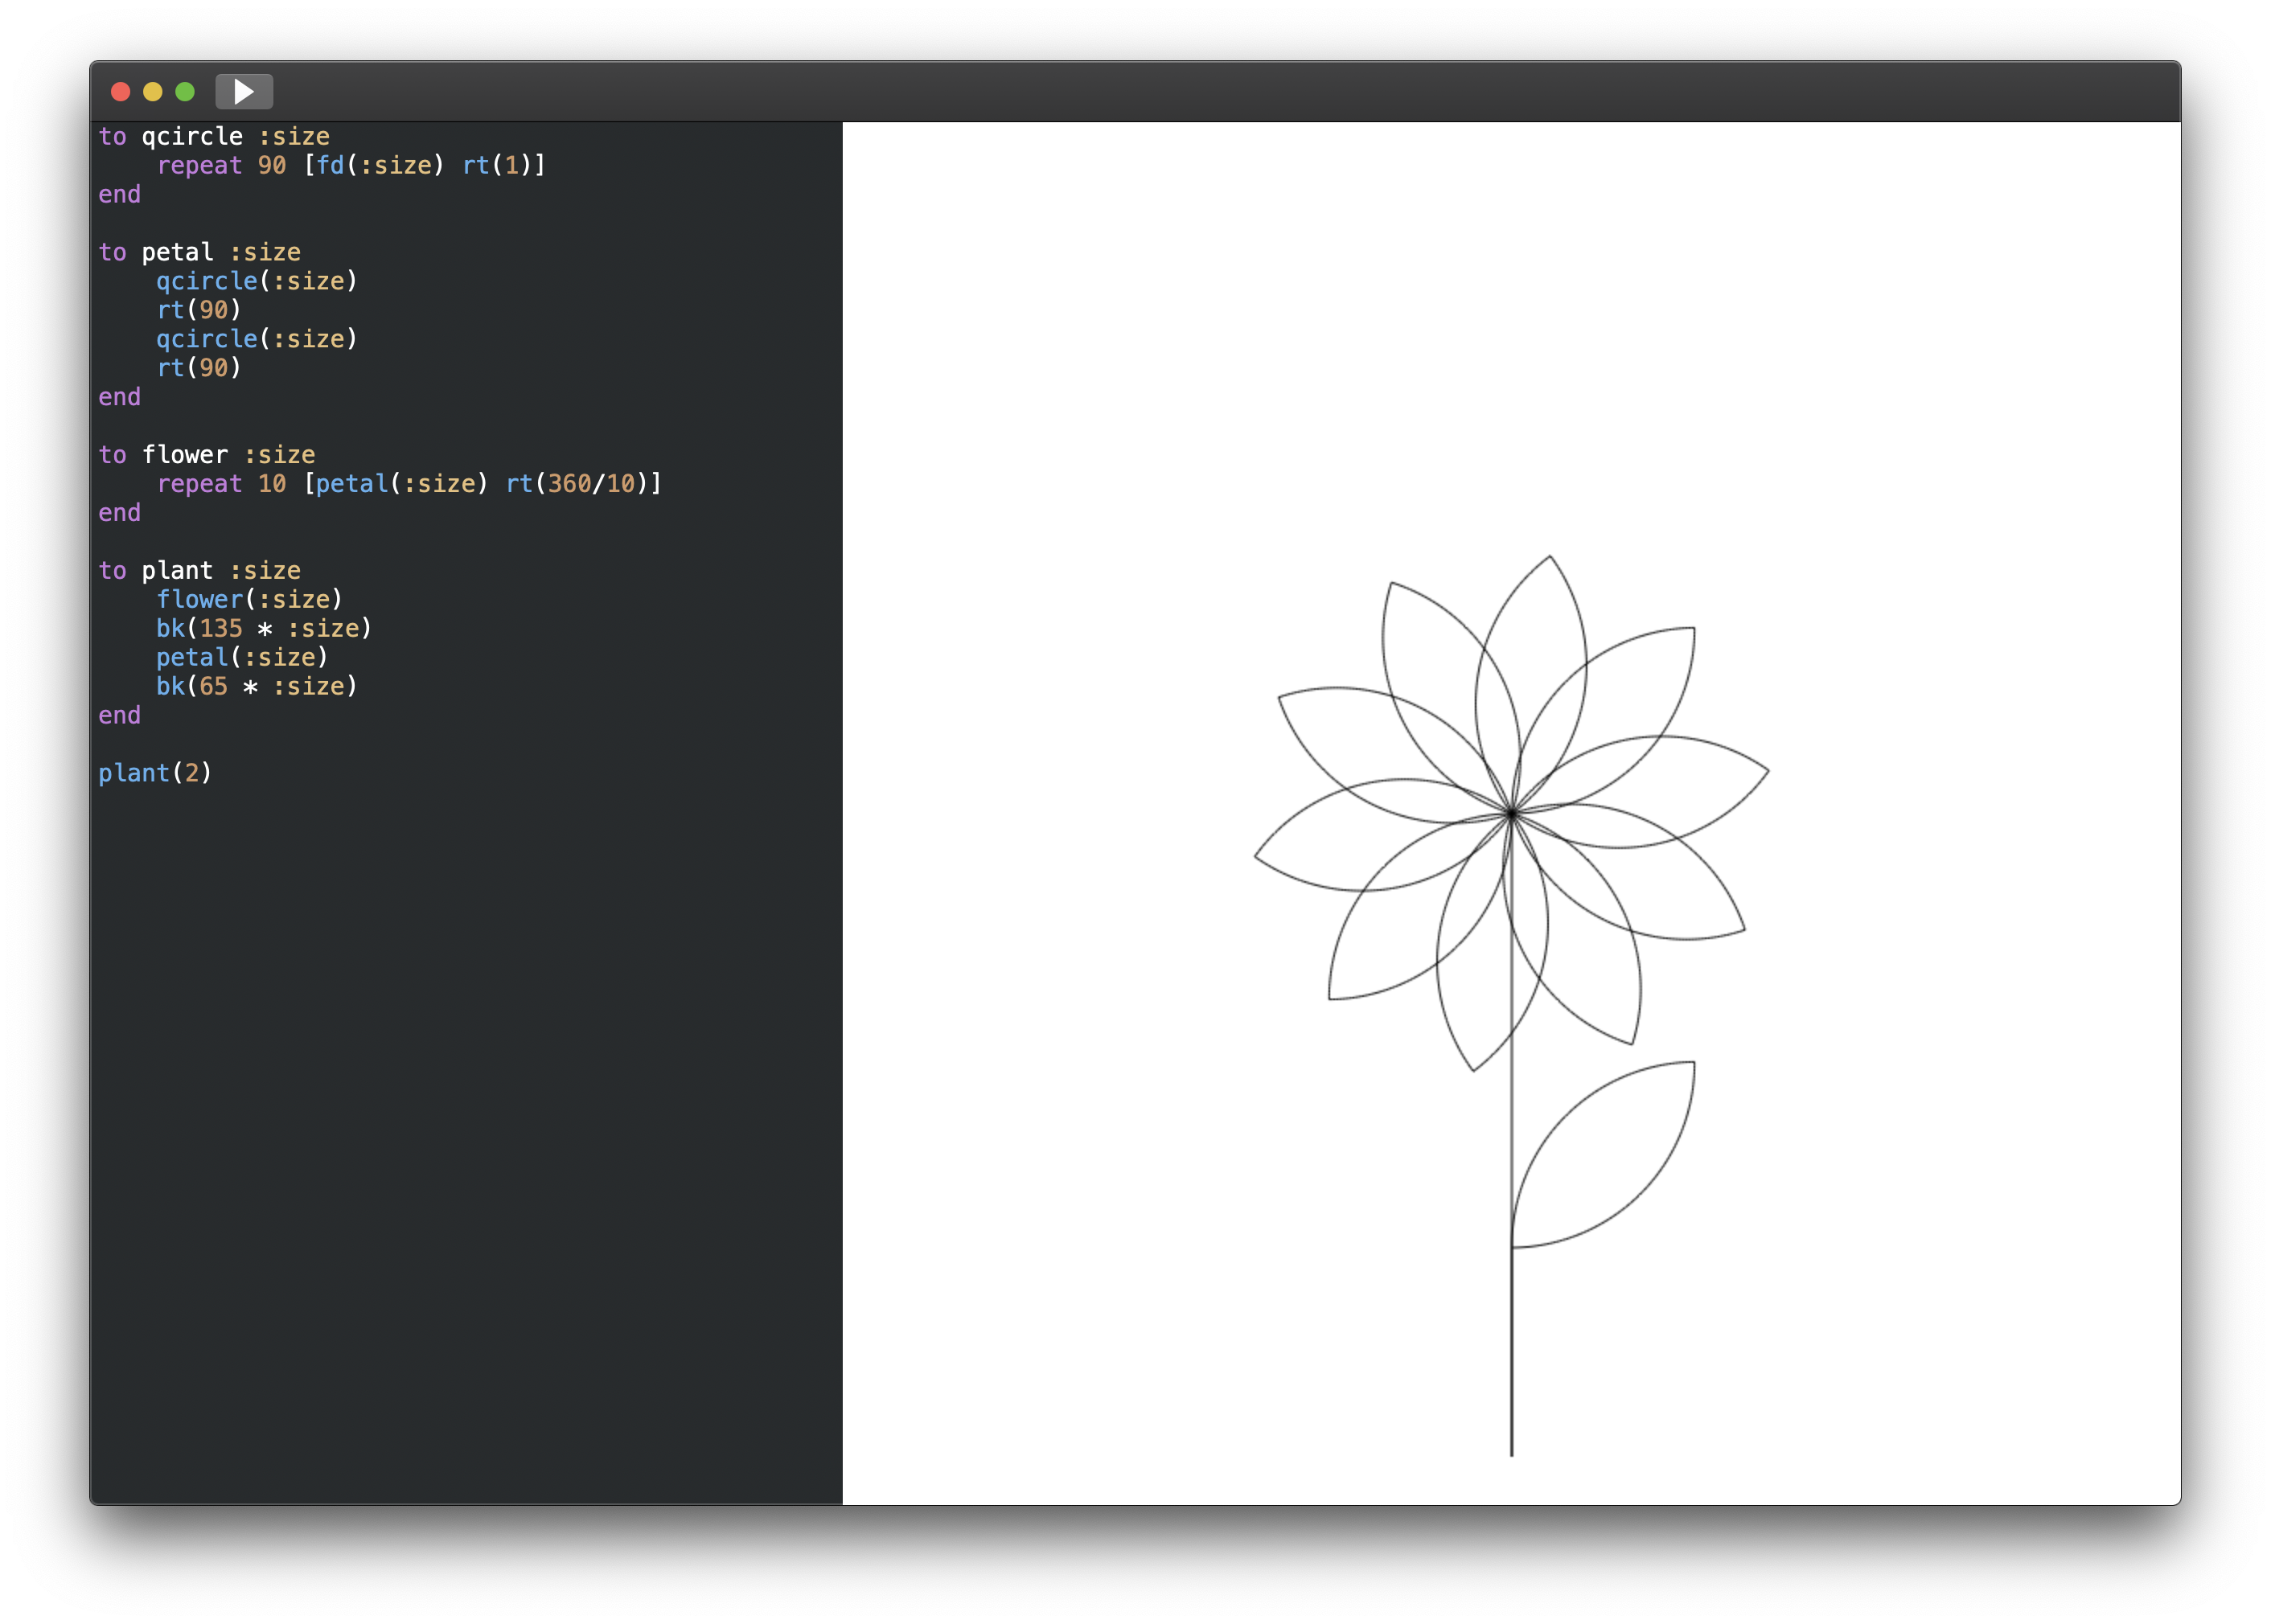 to qcircle :size
    repeat 90 [fd(:size) rt(1)]
end

to petal :size
    qcircle(:size)
    rt(90)
    qcircle(:size)
    rt(90)
end

to flower :size
    repeat 10 [petal(:size) rt(360/10)]
end

to plant :size
    flower(:size)
    bk(135 * :size)
    petal(:size)
    bk(65 * :size)
end

plant(2)